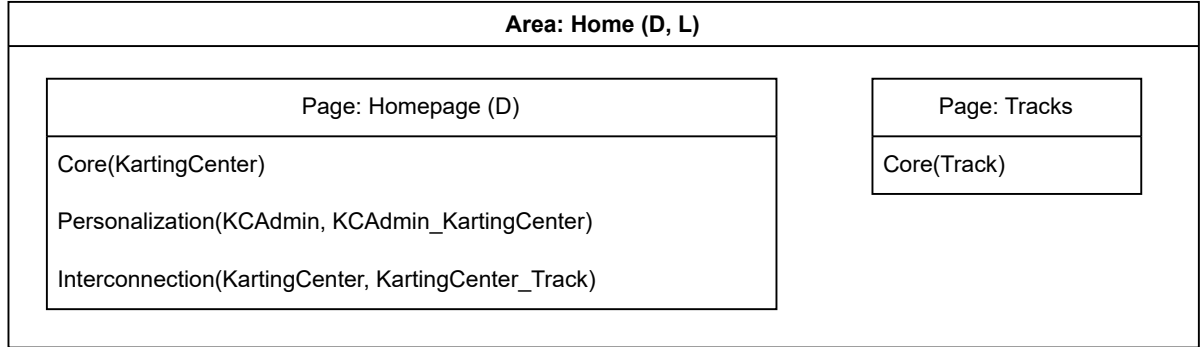 Area: Home (D, L)
Page: Homepage (D)
Core(KartingCenter)
Personalization(KCAdmin, KCAdmin_KartingCenter)
Interconnection(KartingCenter, KartingCenter_Track)
Page: Tracks
Core(Track)